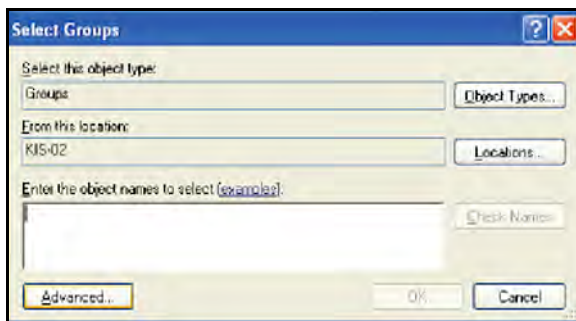 Select Groups
Select this object type:
Groups
Object Types...
From this location:
KIS-02
Locations...
Enter the object names to select (examples):
Check Names
Advanced...
OK
Cancel